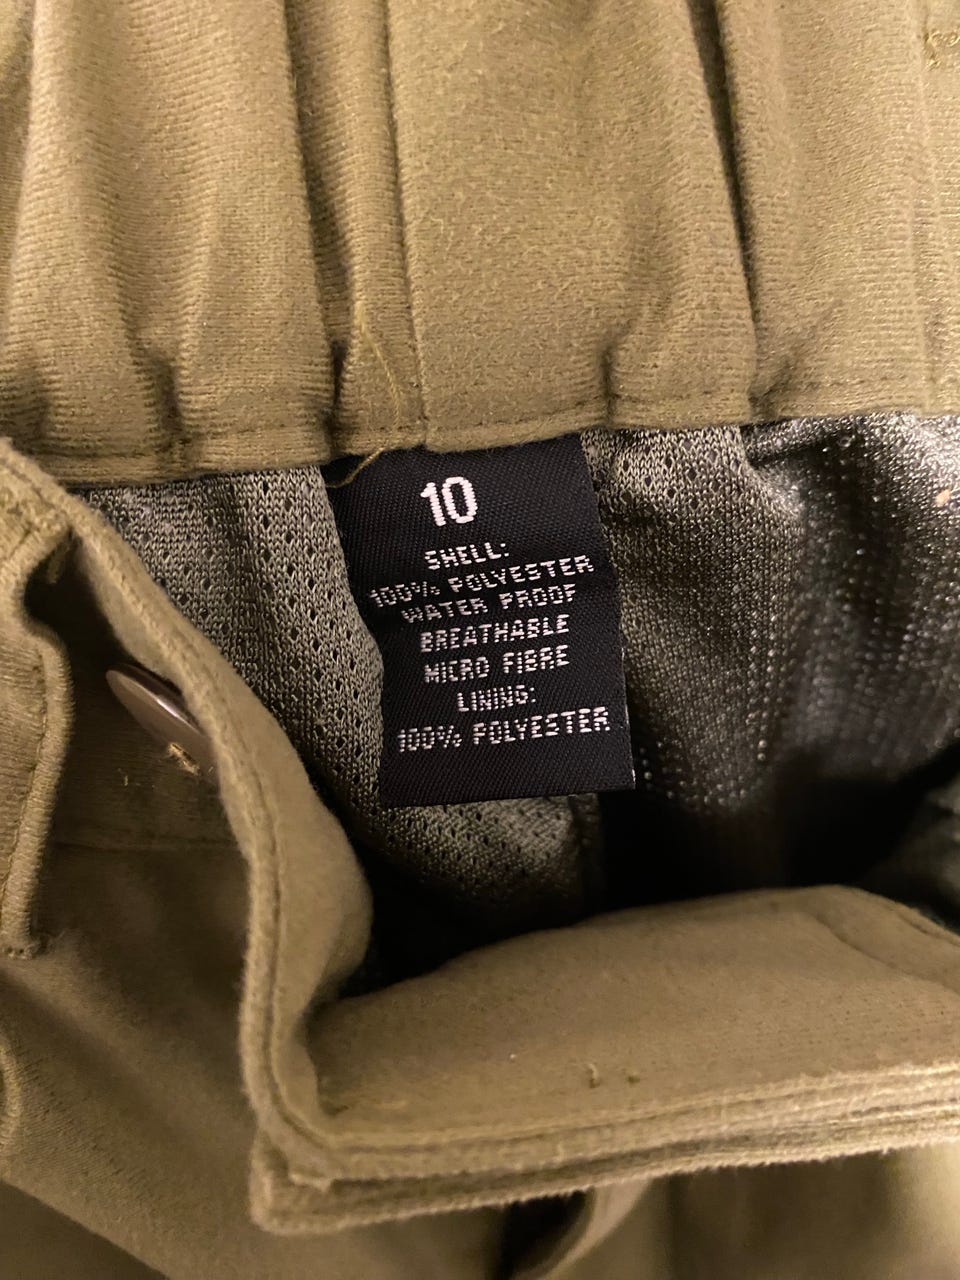 10
SHELL:
100% POLYESTER
WATER PROOF
BREATHABLE
MICRO FIBRE
LINING:
100% POLYESTER